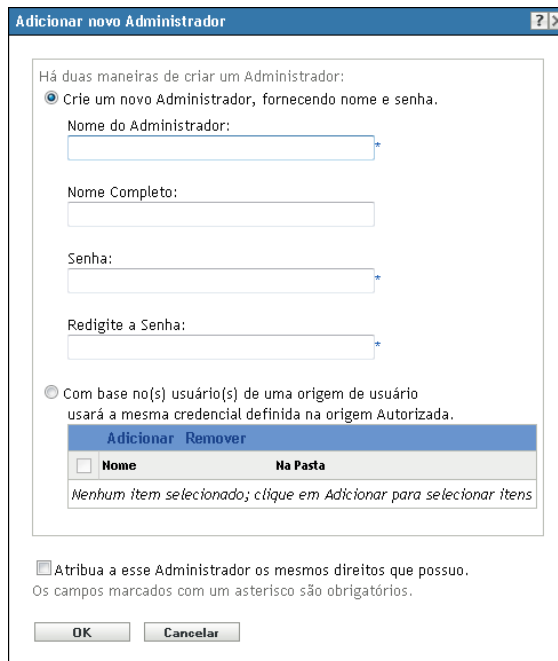 Adicionar novo Administrador
Há duas maneiras de criar um Administrador:
Crie um novo Administrador, fornecendo nome e senha.
Nome do Administrador:
*
Nome Completo:
Senha:
*
Redigite a Senha:
*
Com base no(s) usuário(s) de uma origem de usuário
usará a mesma credencial definida na origem Autorizada.
Adicionar Remover
Nome Na Pasta
Nenhum item selecionado; clique em Adicionar para selecionar itens
Atribua a esse Administrador os mesmos direitos que possuo.
Os campos marcados com um asterisco são obrigatórios.
OK Cancelar